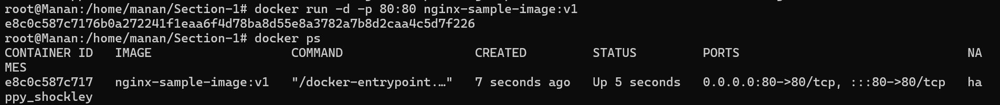 root@Manan:/home/manan/Section-1# docker run -d -p 80:80 nginx-sample-image:v1
e8c0c587c7176b0a272241f1eaa6f4d78ba8d55e8a3782a7b8d2caa4c5d7f226
root@Manan:/home/manan/Section-1# docker ps
CONTAINER ID   IMAGE                   COMMAND                  CREATED         STATUS         PORTS                               NA
MES
e8c0c587c717   nginx-sample-image:v1   "/docker-entrypoint.…"   7 seconds ago   Up 5 seconds   0.0.0.0:80->80/tcp, :::80->80/tcp   ha
ppy_shockley